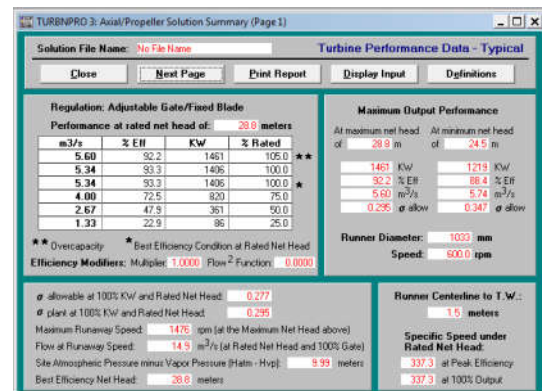 TURBNPRO 3: Axial/Propeller Solution Summary (Page 1)
Solution File Name: No File Name Turbine Performance Data - Typical
Close Next Page Print Report Display Input Definitions
Regulation: Adjustable Gate/Fixed Blade
Performance at rated net head of: 28.8 meters
m3/s % Eff KW % Rated
5.60 92.2 1461 105.0 **
5.34 93.3 1406 100.0
5.34 93.3 1406 100.0 *
4.00 72.5 820 75.0
2.67 47.9 361 50.0
1.33 22.9 86 25.0
** Overcapacity * Best Efficiency Condition at Rated Net Head
Efficiency Modifiers: Multiplier: 1.0000 Flow 2 Function: 0.0000
Maximum Output Performance
At maximum net head At minimum net head
of 28.8 m of 24.5 m
1461 KW 1219 KW
92.2 % Eff 88.4 % Eff
5.60 m3/s 5.74 m3/s
0.295 σ allow 0.347 σ allow
Runner Diameter: 1033 mm
Speed: 600.0 rpm
σ allowable at 100% KW and Rated Net Head: 0.277
σ plant at 100% KW and Rated Net Head: 0.295
Maximum Runaway Speed: 1476 rpm (at the Maximum Net Head above)
Flow at Runaway Speed: 14.9 m3/s (at Rated Net Head and 100% Gate)
Site Atmospheric Pressure minus Vapor Pressure (Hatm - Hvp): 9.99 meters
Best Efficiency Net Head: 28.8 meters
Runner Centerline to T.W.:
1.5 meters
Specific Speed under
Rated Net Head:
337.3 at Peak Efficiency
337.3 at 100% Output